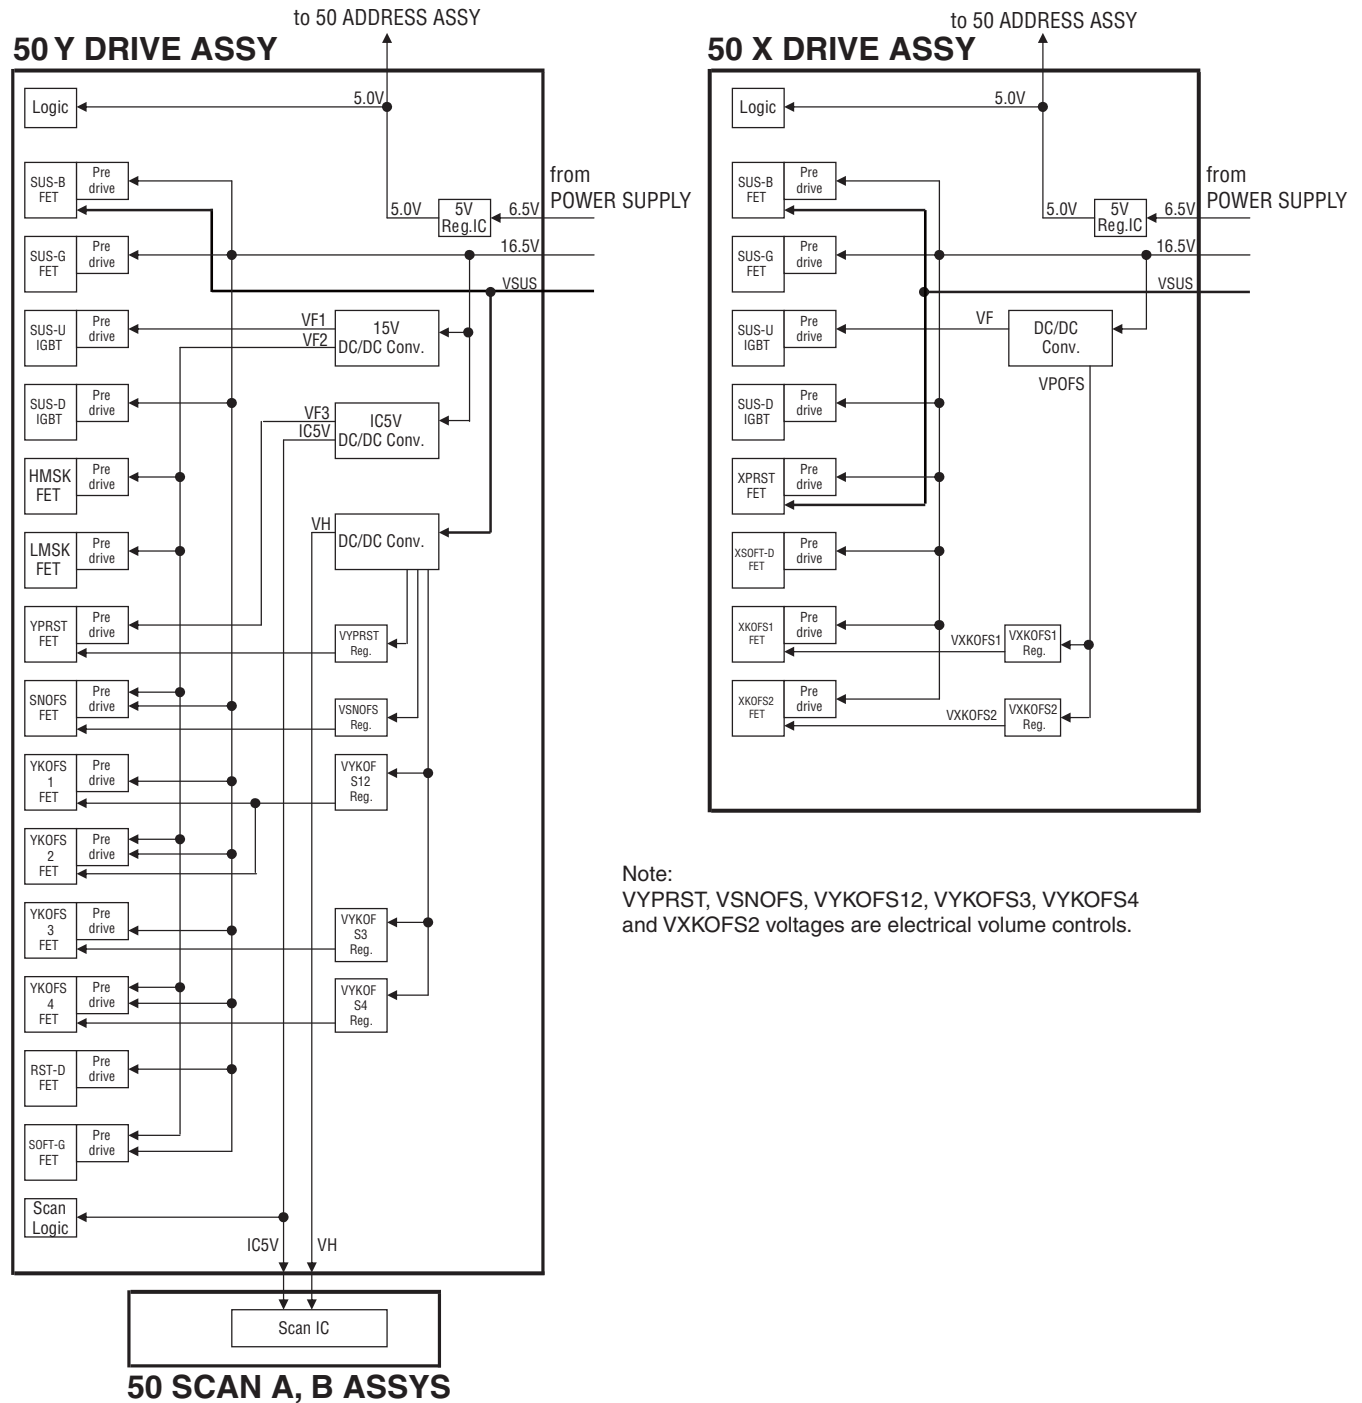 to 50 ADDRESS ASSY
50 Y DRIVE ASSY
Logic
5.0V
SUS-B
FET
Pre
drive
from
POWER SUPPLY
5.0V
5V
Reg.IC
6.5V
SUS-G
FET
Pre
drive
16.5V
VSUS
SUS-U
IGBT
Pre
drive
VF1
VF2
15V
DC/DC Conv.
SUS-D
IGBT
Pre
drive
VF3
IC5V
IC5V
DC/DC Conv.
HMSK
FET
Pre
drive
VH
DC/DC Conv.
LMSK
FET
Pre
drive
YPRST
FET
Pre
drive
VYPRST
Reg.
SNOFS
FET
Pre
drive
VSNOFS
Reg.
YKOFS
1
FET
Pre
drive
VYKOF
S12
Reg.
YKOFS
2
FET
Pre
drive
YKOFS
3
FET
Pre
drive
VYKOF
S3
Reg.
YKOFS
4
FET
Pre
drive
VYKOF
S4
Reg.
RST-D
FET
Pre
drive
SOFT-G
FET
Pre
drive
Scan
Logic
IC5V
VH
Scan IC
50 SCAN A, B ASSYS
to 50 ADDRESS ASSY
50 X DRIVE ASSY
Logic
5.0V
SUS-B
FET
Pre
drive
from
POWER SUPPLY
5.0V
5V
Reg.IC
6.5V
SUS-G
FET
Pre
drive
16.5V
VSUS
SUS-U
IGBT
Pre
drive
VF
DC/DC
Conv.
VPOFS
SUS-D
IGBT
Pre
drive
XPRST
FET
Pre
drive
XSOFT-D
FET
Pre
drive
XKOFS1
FET
Pre
drive
VXKOFS1
VXKOFS1
Reg.
XKOFS2
FET
Pre
drive
VXKOFS2
VXKOFS2
Reg.
Note:
VYPRST, VSNOFS, VYKOFS12, VYKOFS3, VYKOFS4
and VXKOFS2 voltages are electrical volume controls.